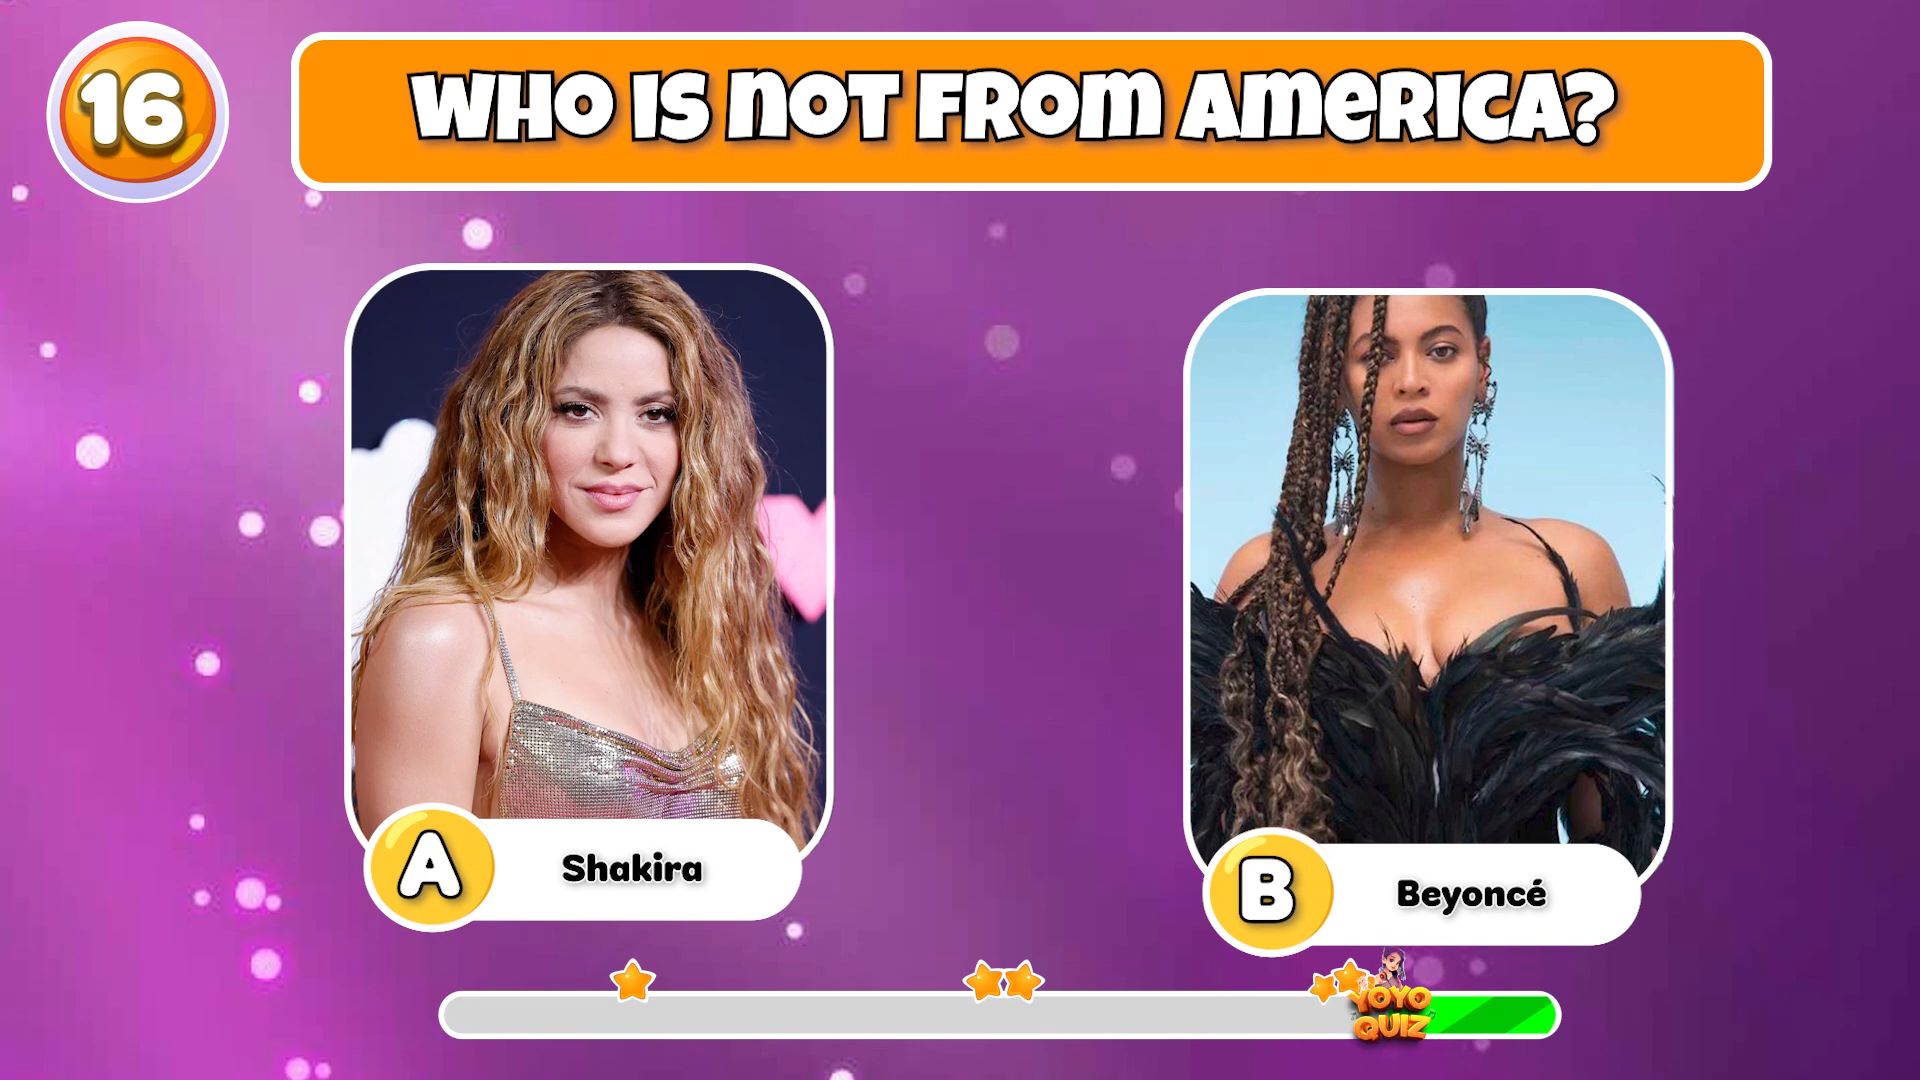 16
WHO IS NOT FROM AMERICA?
A
Shakira
B
Beyoncé
YOYO
QUIZ